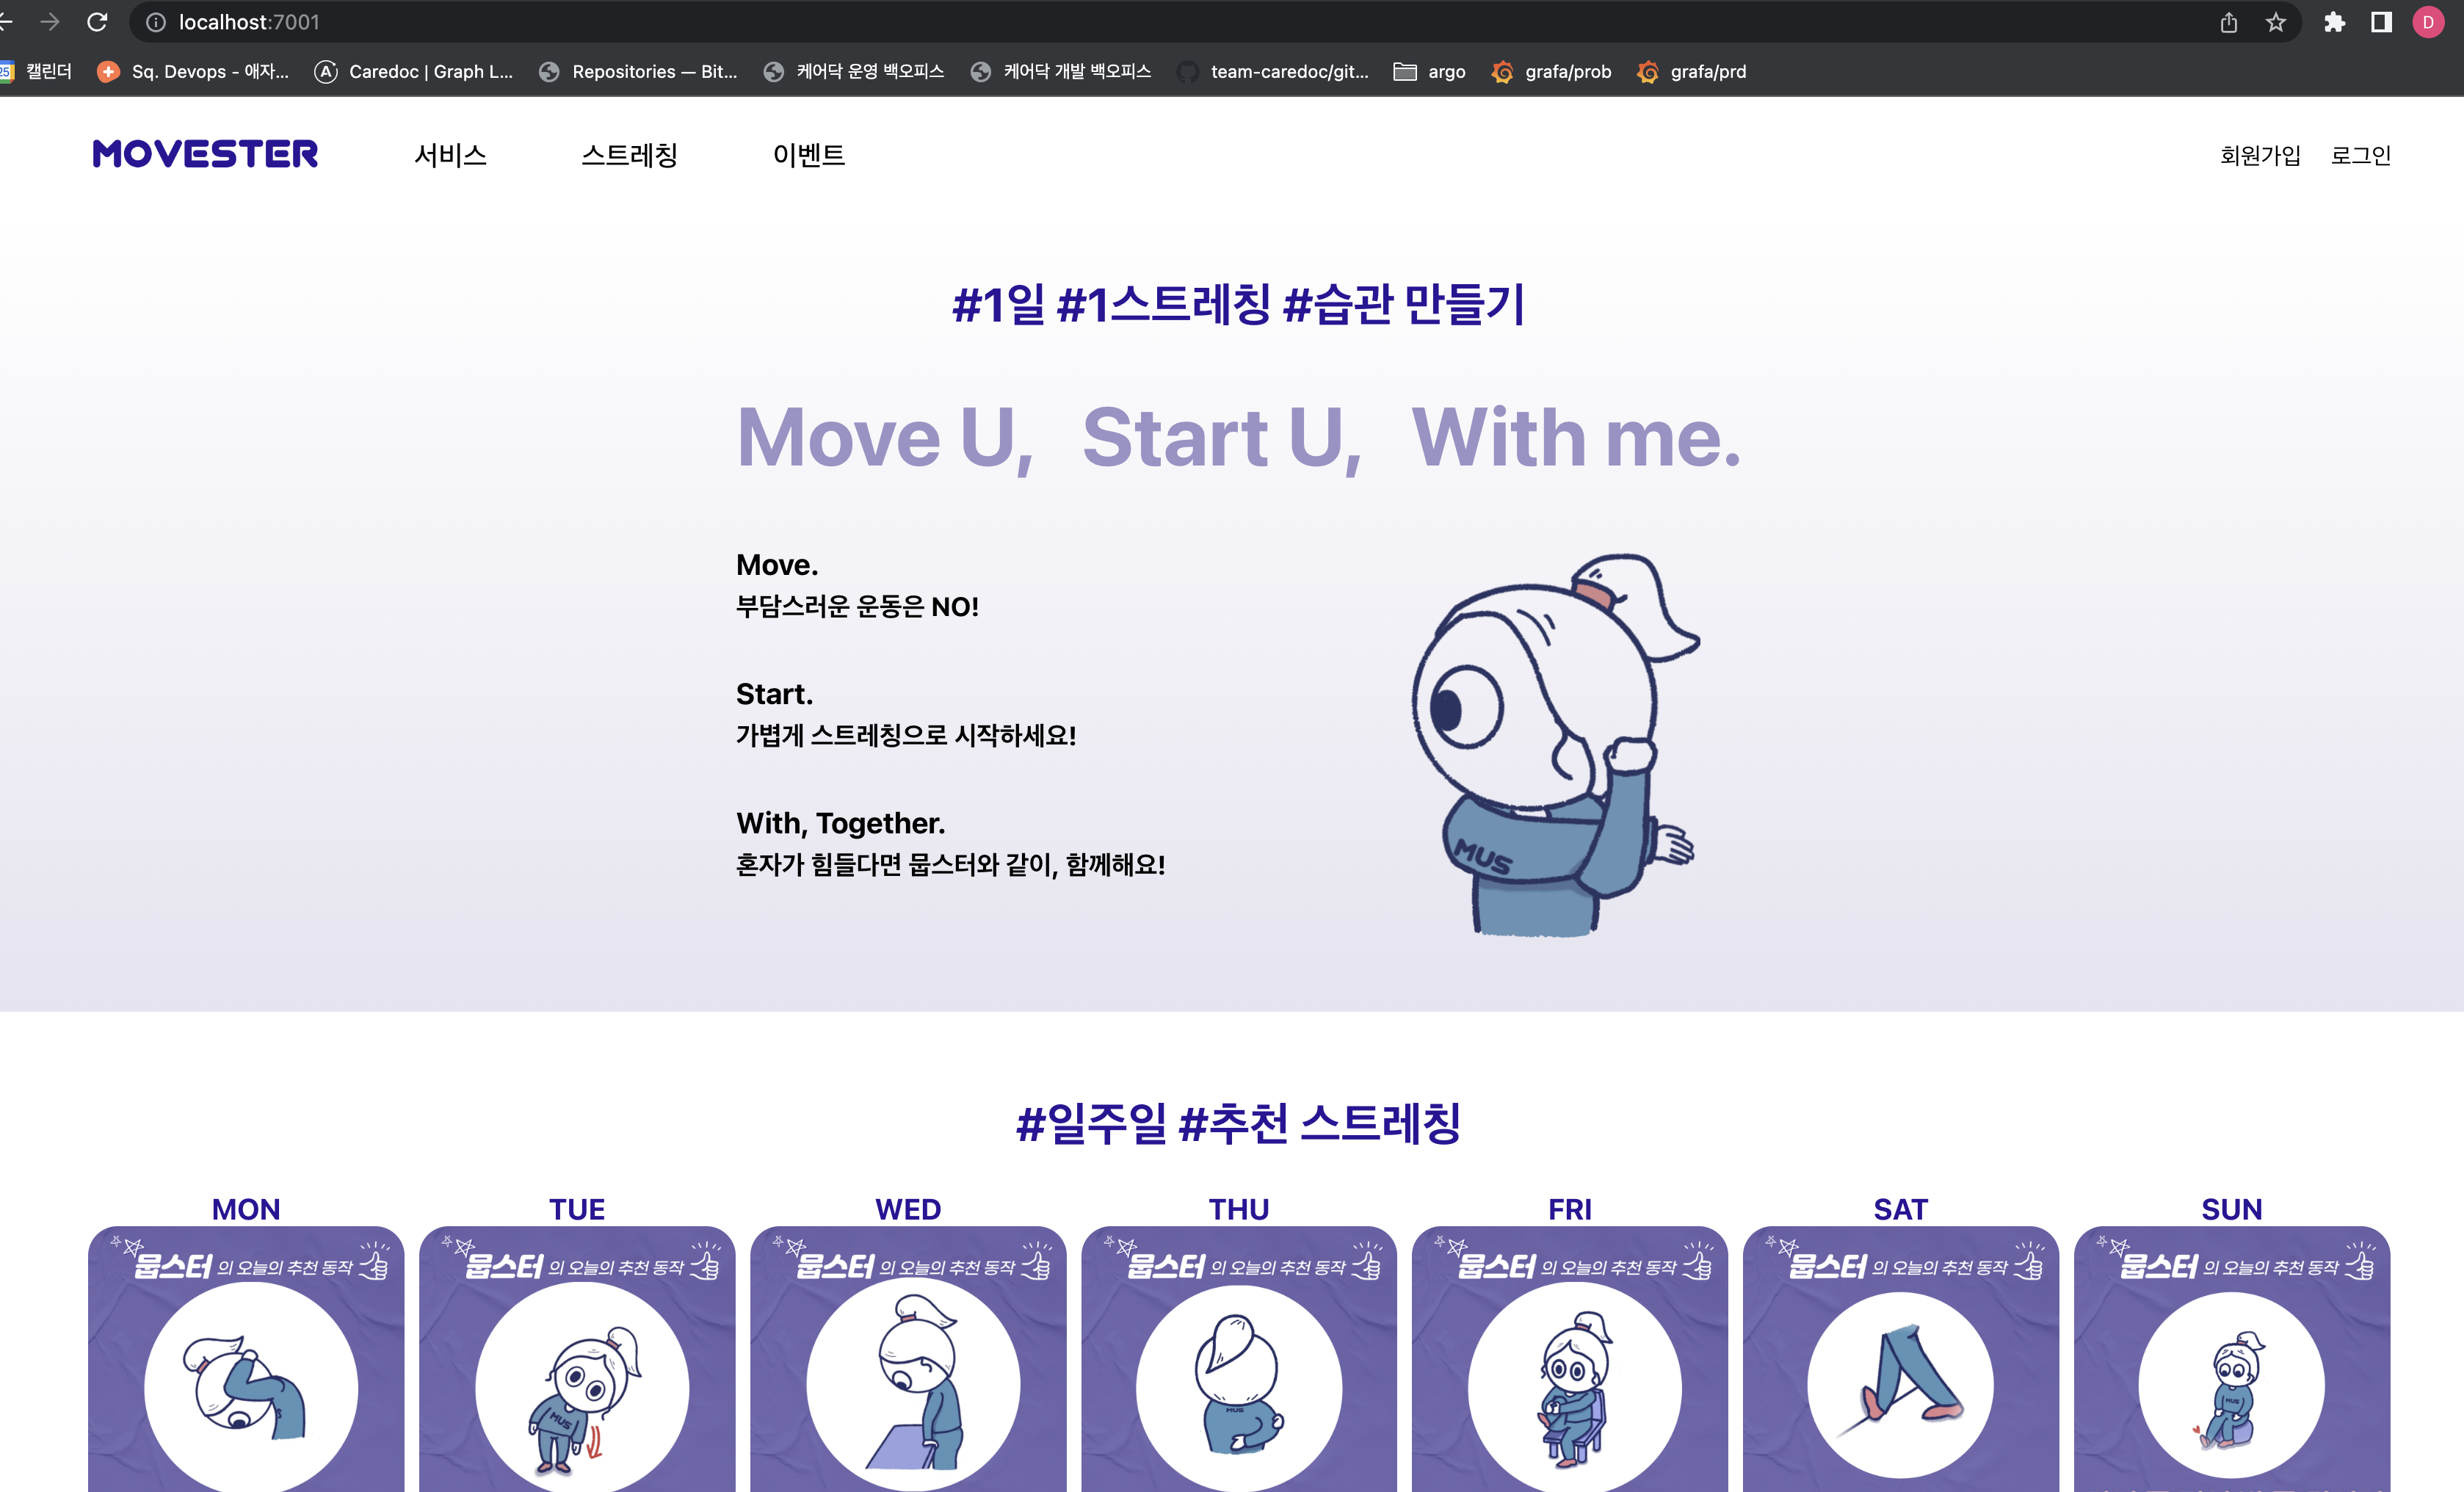 localhost:7001
D
25 캘린더 Sq. Devops - 애자... A Caredoc | Graph L... Repositories — Bit... 케어닥 운영 백오피스 케어닥 개발 백오피스 team-caredoc/git... argo grafa/prob grafa/prd
MOVESTER 서비스 스트레칭 이벤트 회원가입 로그인
#1일 #1스트레칭 #습관 만들기
Move U, Start U, With me.
Move.
부담스러운 운동은 NO!
Start.
가볍게 스트레칭으로 시작하세요!
With, Together.
혼자가 힘들다면 뭅스터와 같이, 함께해요!
MUS
#일주일 #추천 스트레칭
MON TUE WED THU FRI SAT SUN
뭅스터 의 오늘의 추천 동작
뭅스터 의 오늘의 추천 동작
뭅스터 의 오늘의 추천 동작
뭅스터 의 오늘의 추천 동작
뭅스터 의 오늘의 추천 동작
뭅스터 의 오늘의 추천 동작
뭅스터 의 오늘의 추천 동작
MUS
MUS
MUS